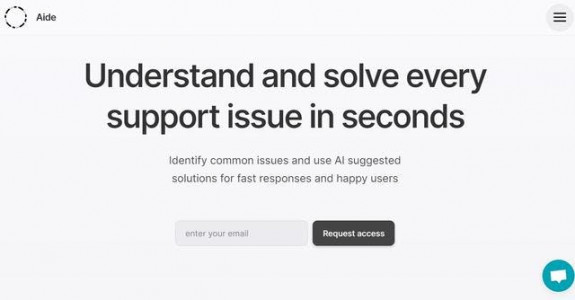 Aide
Understand and solve every
support issue in seconds
Identify common issues and use AI suggested
solutions for fast responses and happy users
enter your email
Request access